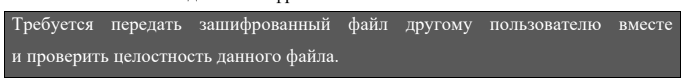 Требуется передать зашифрованный файл другому пользователю вместе
и проверить целостность данного файла.